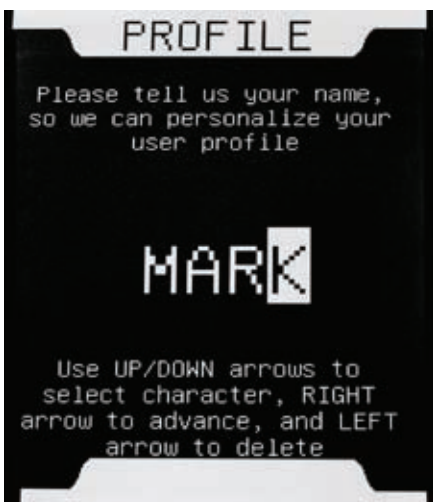 PROFILE
Please tell us your name,
so we can personalize your
user profile
MARK
Use UP/DOWN arrows to
select character, RIGHT
arrow to advance, and LEFT
arrow to delete